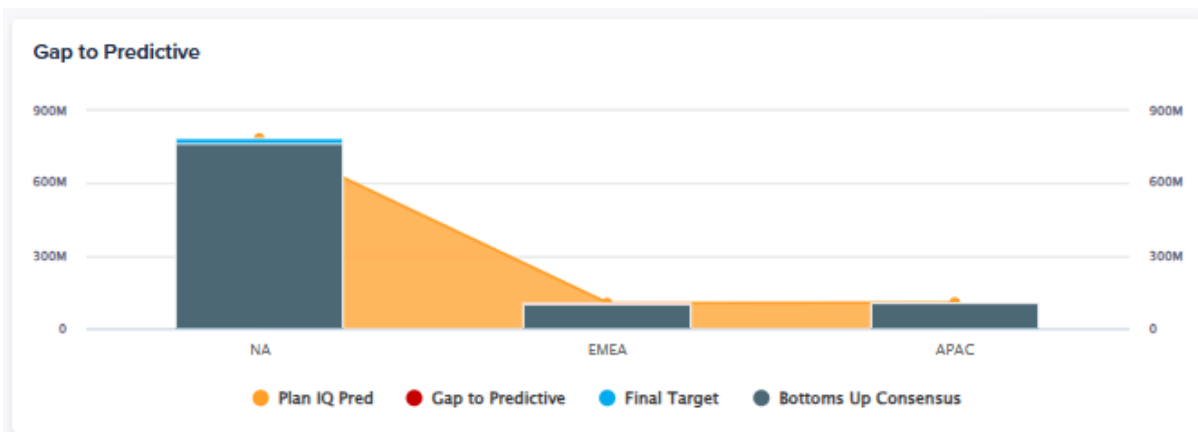 Gap to Predictive
900M 900M
600M 600M
300M 300M
0 0
NA EMEA APAC
Plan IQ Pred Gap to Predictive Final Target Bottoms Up Consensus